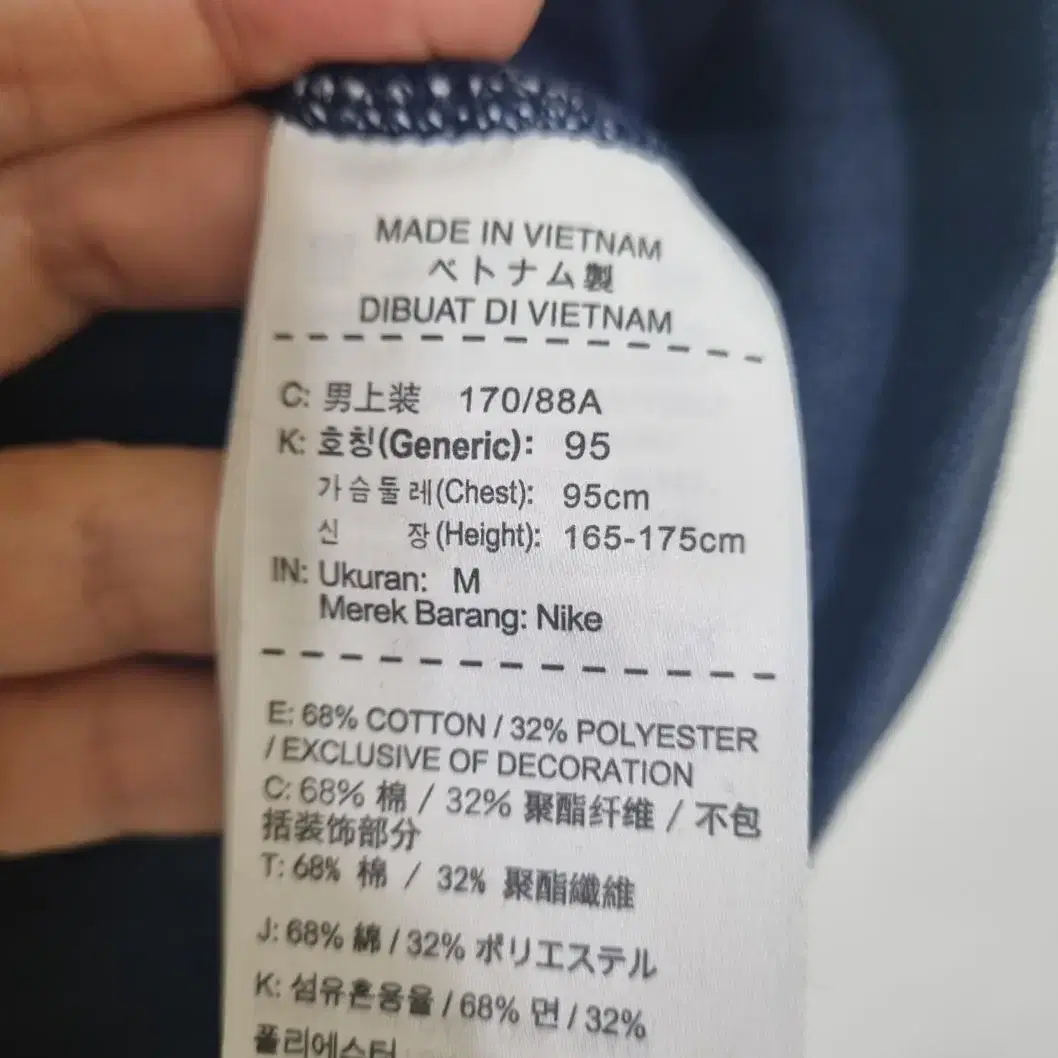 MADE IN VIETNAM
ベトナム製
DIBUAT DI VIETNAM
C: 男上装 170/88A
K: 호칭(Generic): 95
가슴둘레(Chest): 95cm
신 장(Height): 165-175cm
IN: Ukuran: M
Merek Barang: Nike
E: 68% COTTON / 32% POLYESTER
/ EXCLUSIVE OF DECORATION
C: 68% 棉 / 32% 聚酯纤维 / 不包
括装饰部分
T: 68% 棉 / 32% 聚酯纖維
J: 68% 綿 / 32% ポリエステル
K: 섬유혼용율 / 68% 면 / 32%
폴리에스터